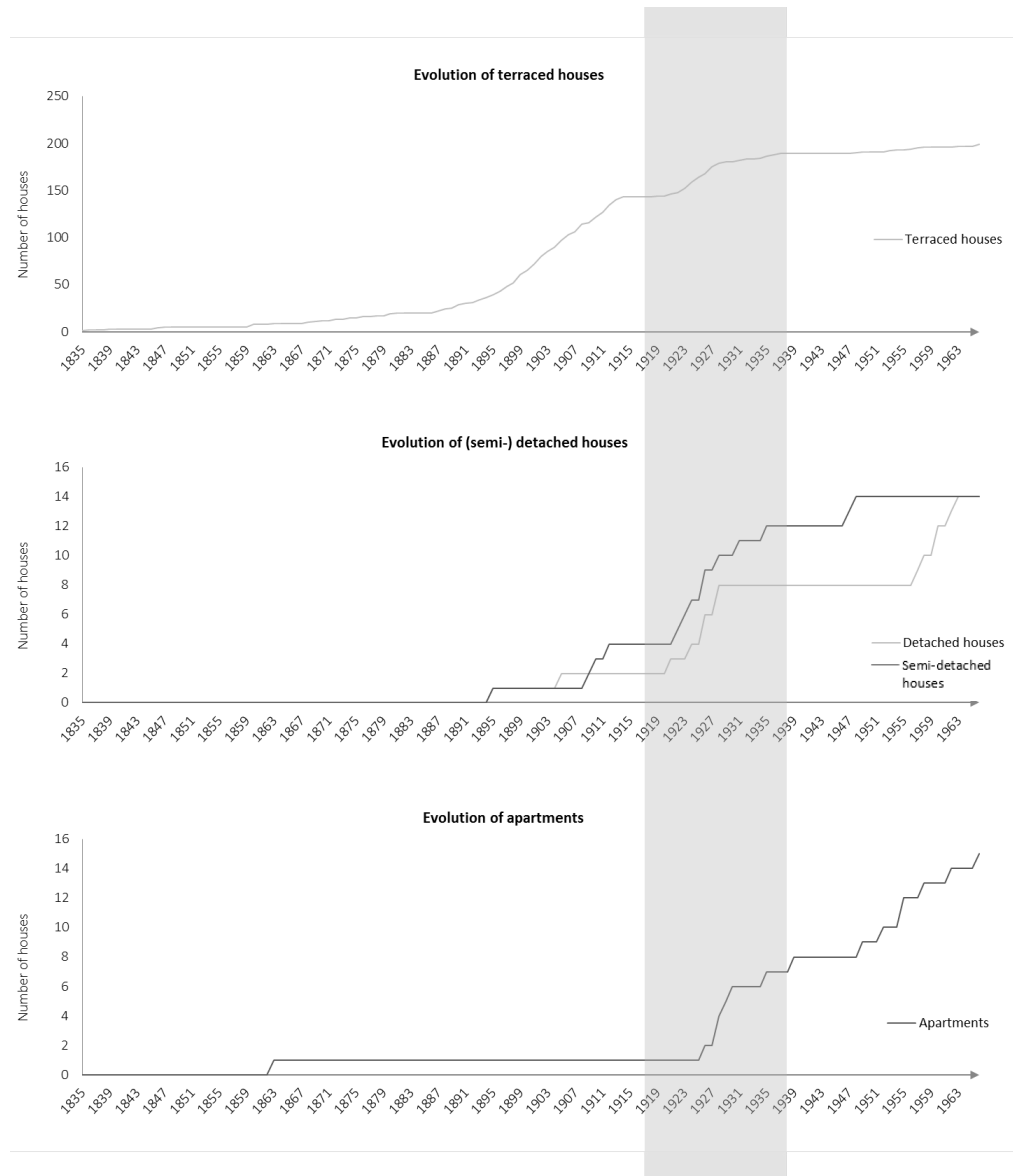 Evolution of terraced houses
250
200
150
100
50
0
Number of houses
Terraced houses
1835 1839 1843 1847 1851 1855 1859 1863 1867 1871 1875 1879 1883 1887 1891 1895 1899 1903 1907 1911 1915 1919 1923 1927 1931 1935 1939 1943 1947 1951 1955 1959 1963
Evolution of (semi-) detached houses
16
14
12
10
8
6
4
2
0
Number of houses
Detached houses
Semi-detached
houses
1835 1839 1843 1847 1851 1855 1859 1863 1867 1871 1875 1879 1883 1887 1891 1895 1899 1903 1907 1911 1915 1919 1923 1927 1931 1935 1939 1943 1947 1951 1955 1959 1963
Evolution of apartments
16
14
12
10
8
6
4
2
0
Number of houses
Apartments
1835 1839 1843 1847 1851 1855 1859 1863 1867 1871 1875 1879 1883 1887 1891 1895 1899 1903 1907 1911 1915 1919 1923 1927 1931 1935 1939 1943 1947 1951 1955 1959 1963